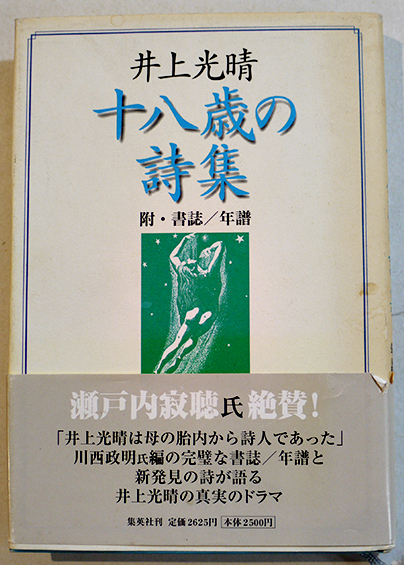 井上光晴
十八歳の
詩集
附・書誌／年譜
瀬戸内寂聴氏絶賛！
「井上光晴は母の胎内から詩人であった」
川西政明氏編の完璧な書誌／年譜と
新発見の詩が語る
井上光晴の真実のドラマ
集英社刊 定価2625円 本体2500円